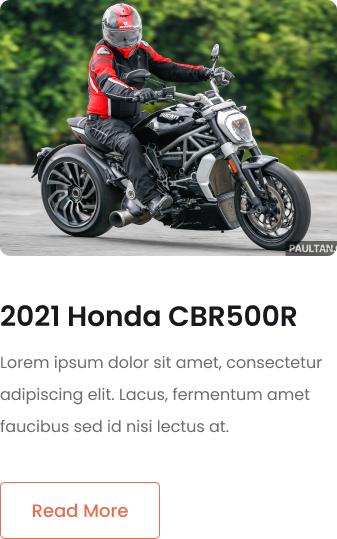 DUCATI
PAULTAN.
2021 Honda CBR500R
Lorem ipsum dolor sit amet, consectetur
adipiscing elit. Lacus, fermentum amet
faucibus sed id nisi lectus at.
Read More